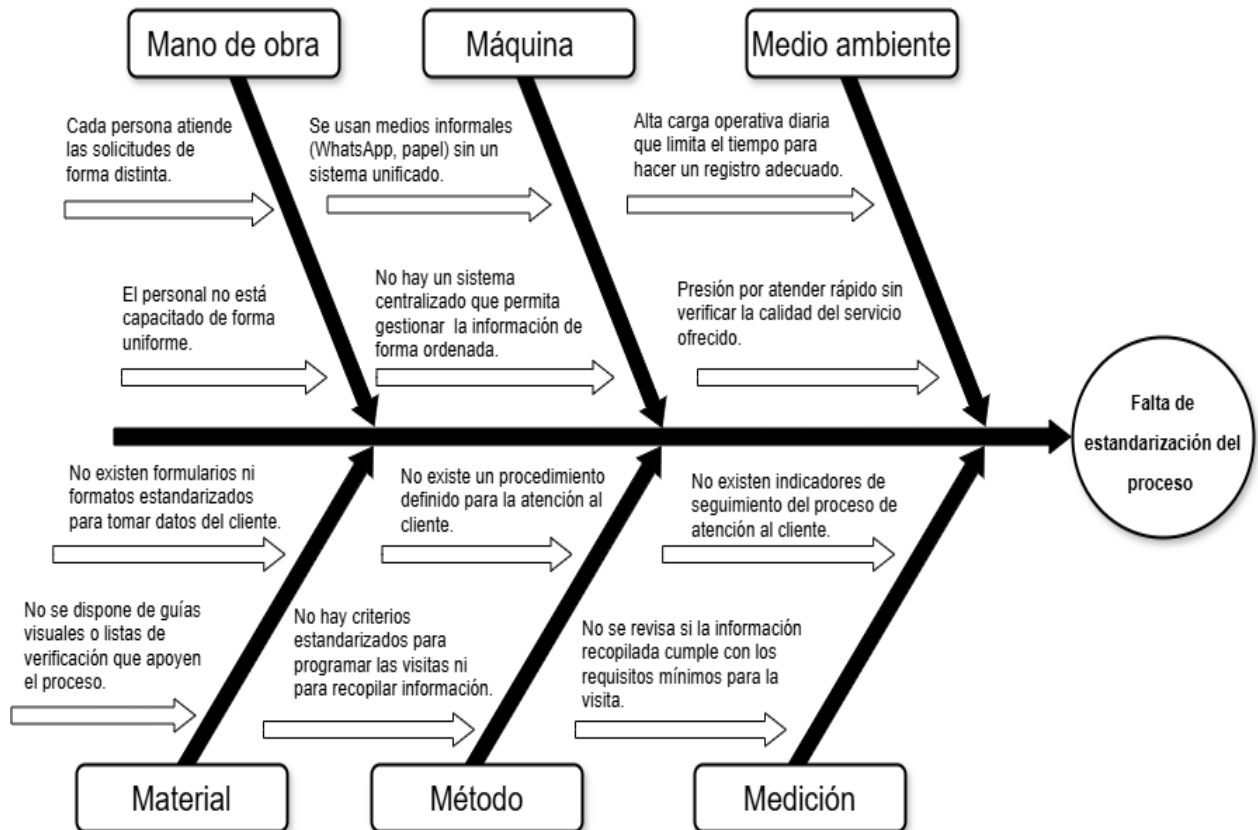 Mano de obra
Máquina
Medio ambiente
Cada persona atiende
las solicitudes de
forma distinta.
Se usan medios informales
(WhatsApp, papel) sin un
sistema unificado.
Alta carga operativa diaria
que limita el tiempo para
hacer un registro adecuado.
El personal no está
capacitado de forma
uniforme.
No hay un sistema
centralizado que permita
gestionar la información de
forma ordenada.
Presión por atender rápido sin
verificar la calidad del servicio
ofrecido.
Falta de
estandarización del
proceso
No existen formularios ni
formatos estandarizados
para tomar datos del cliente.
No existe un procedimiento
definido para la atención al
cliente.
No existen indicadores de
seguimiento del proceso de
atención al cliente.
No se dispone de guías
visuales o listas de
verificación que apoyen
el proceso.
No hay criterios
estandarizados para
programar las visitas ni
para recopilar información.
No se revisa si la información
recopilada cumple con los
requisitos mínimos para la
visita.
Material
Método
Medición